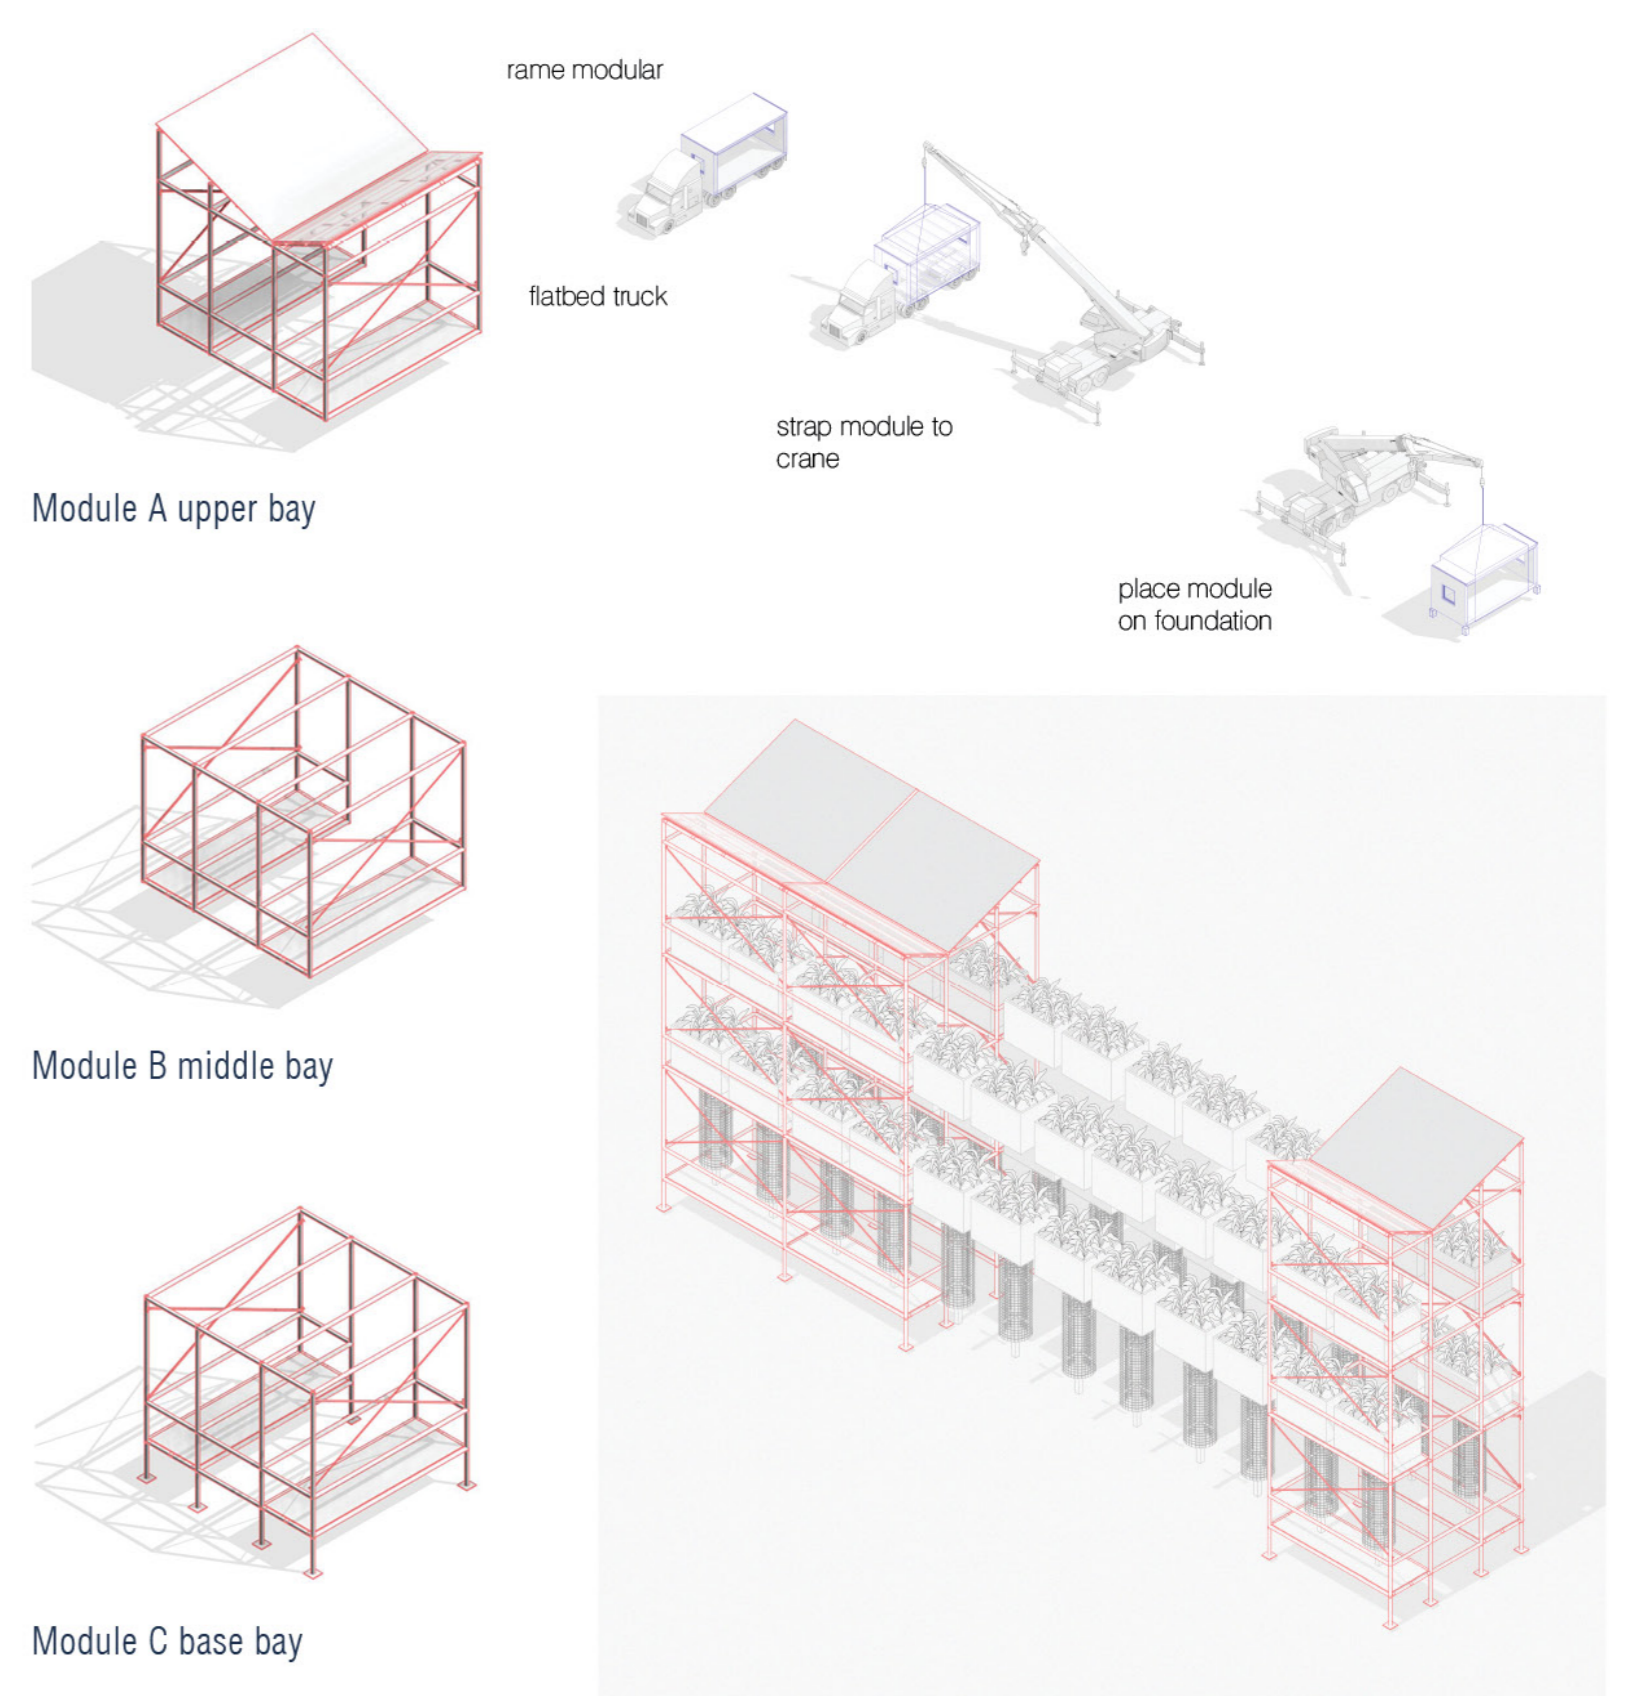 rame modular
flatbed truck
strap module to
crane
Module A upper bay
place module
on foundation
Module B middle bay
Module C base bay